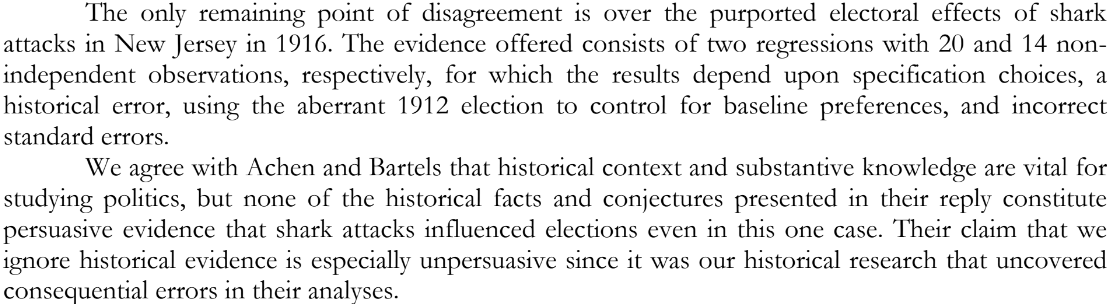 The only remaining point of disagreement is over the purported electoral effects of shark
attacks in New Jersey in 1916. The evidence offered consists of two regressions with 20 and 14 non-
independent observations, respectively, for which the results depend upon specification choices, a
historical error, using the aberrant 1912 election to control for baseline preferences, and incorrect
standard errors.
We agree with Achen and Bartels that historical context and substantive knowledge are vital for
studying politics, but none of the historical facts and conjectures presented in their reply constitute
persuasive evidence that shark attacks influenced elections even in this one case. Their claim that we
ignore historical evidence is especially unpersuasive since it was our historical research that uncovered
consequential errors in their analyses.